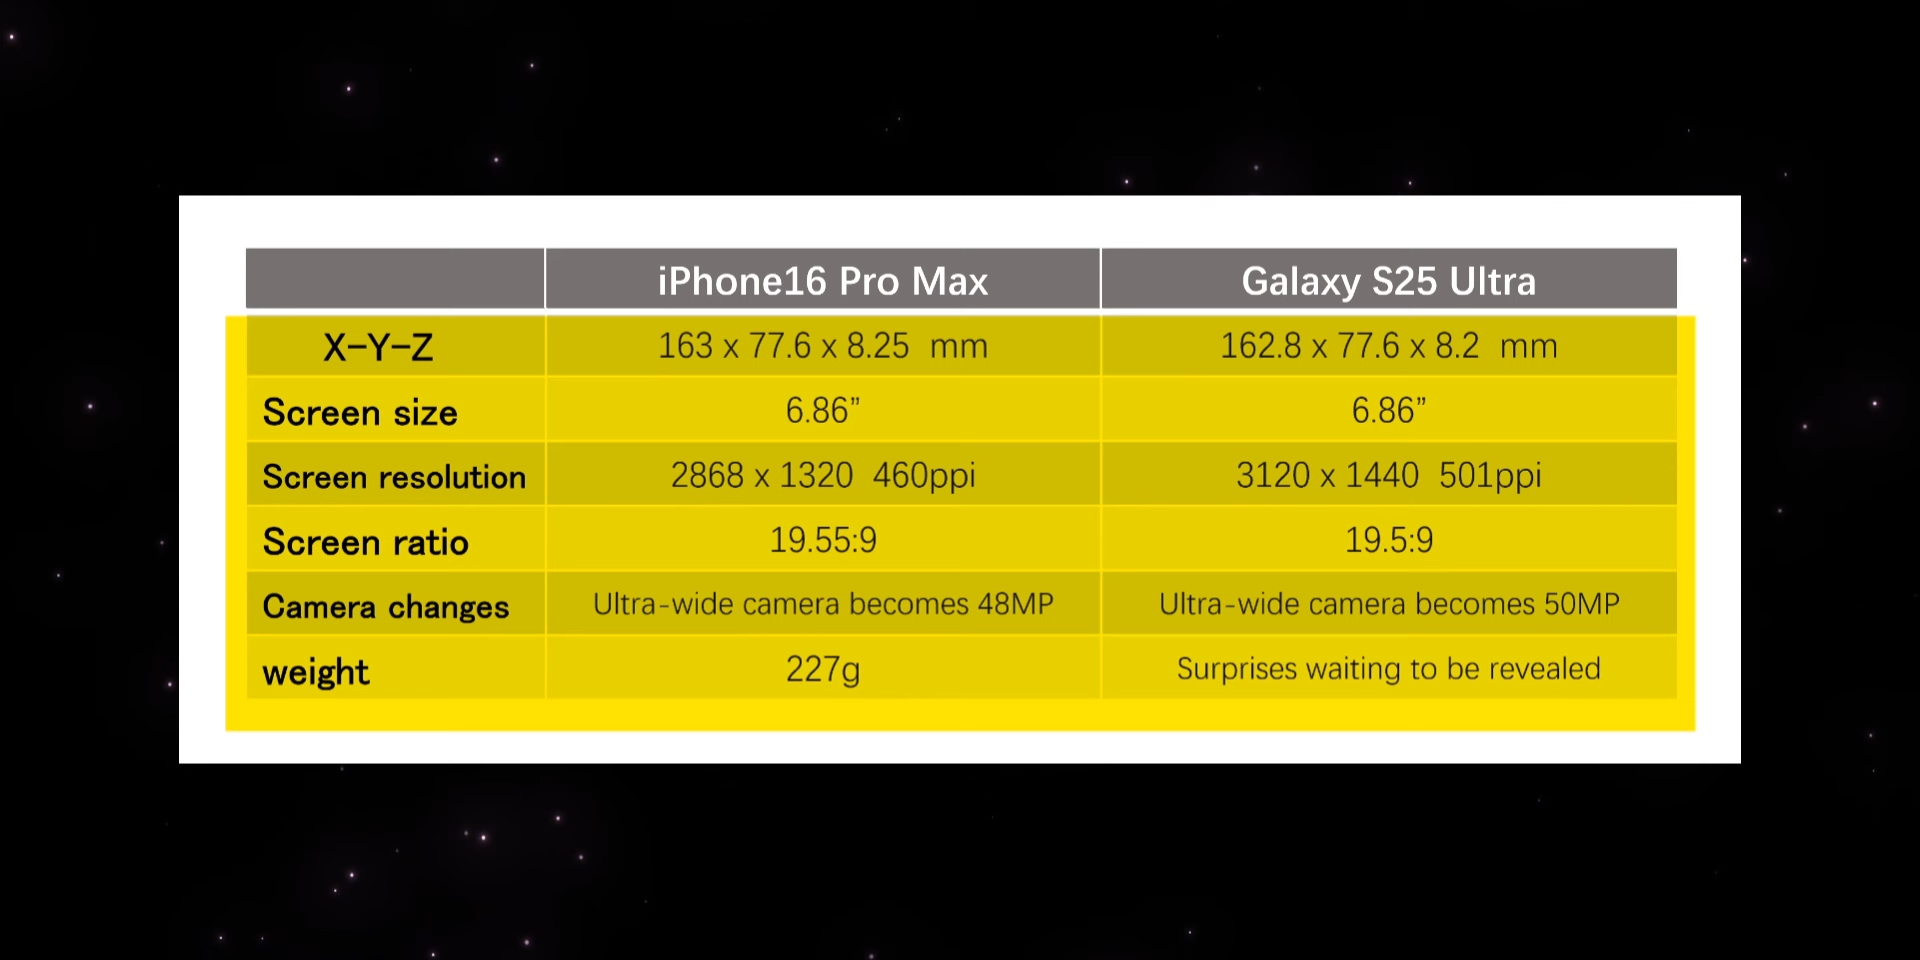 iPhone16 Pro Max Galaxy S25 Ultra
X-Y-Z 163 x 77.6 x 8.25 mm 162.8 x 77.6 x 8.2 mm
Screen size 6.86” 6.86”
Screen resolution 2868 x 1320 460ppi 3120 x 1440 501ppi
Screen ratio 19.55:9 19.5:9
Camera changes Ultra-wide camera becomes 48MP Ultra-wide camera becomes 50MP
weight 227g Surprises waiting to be revealed